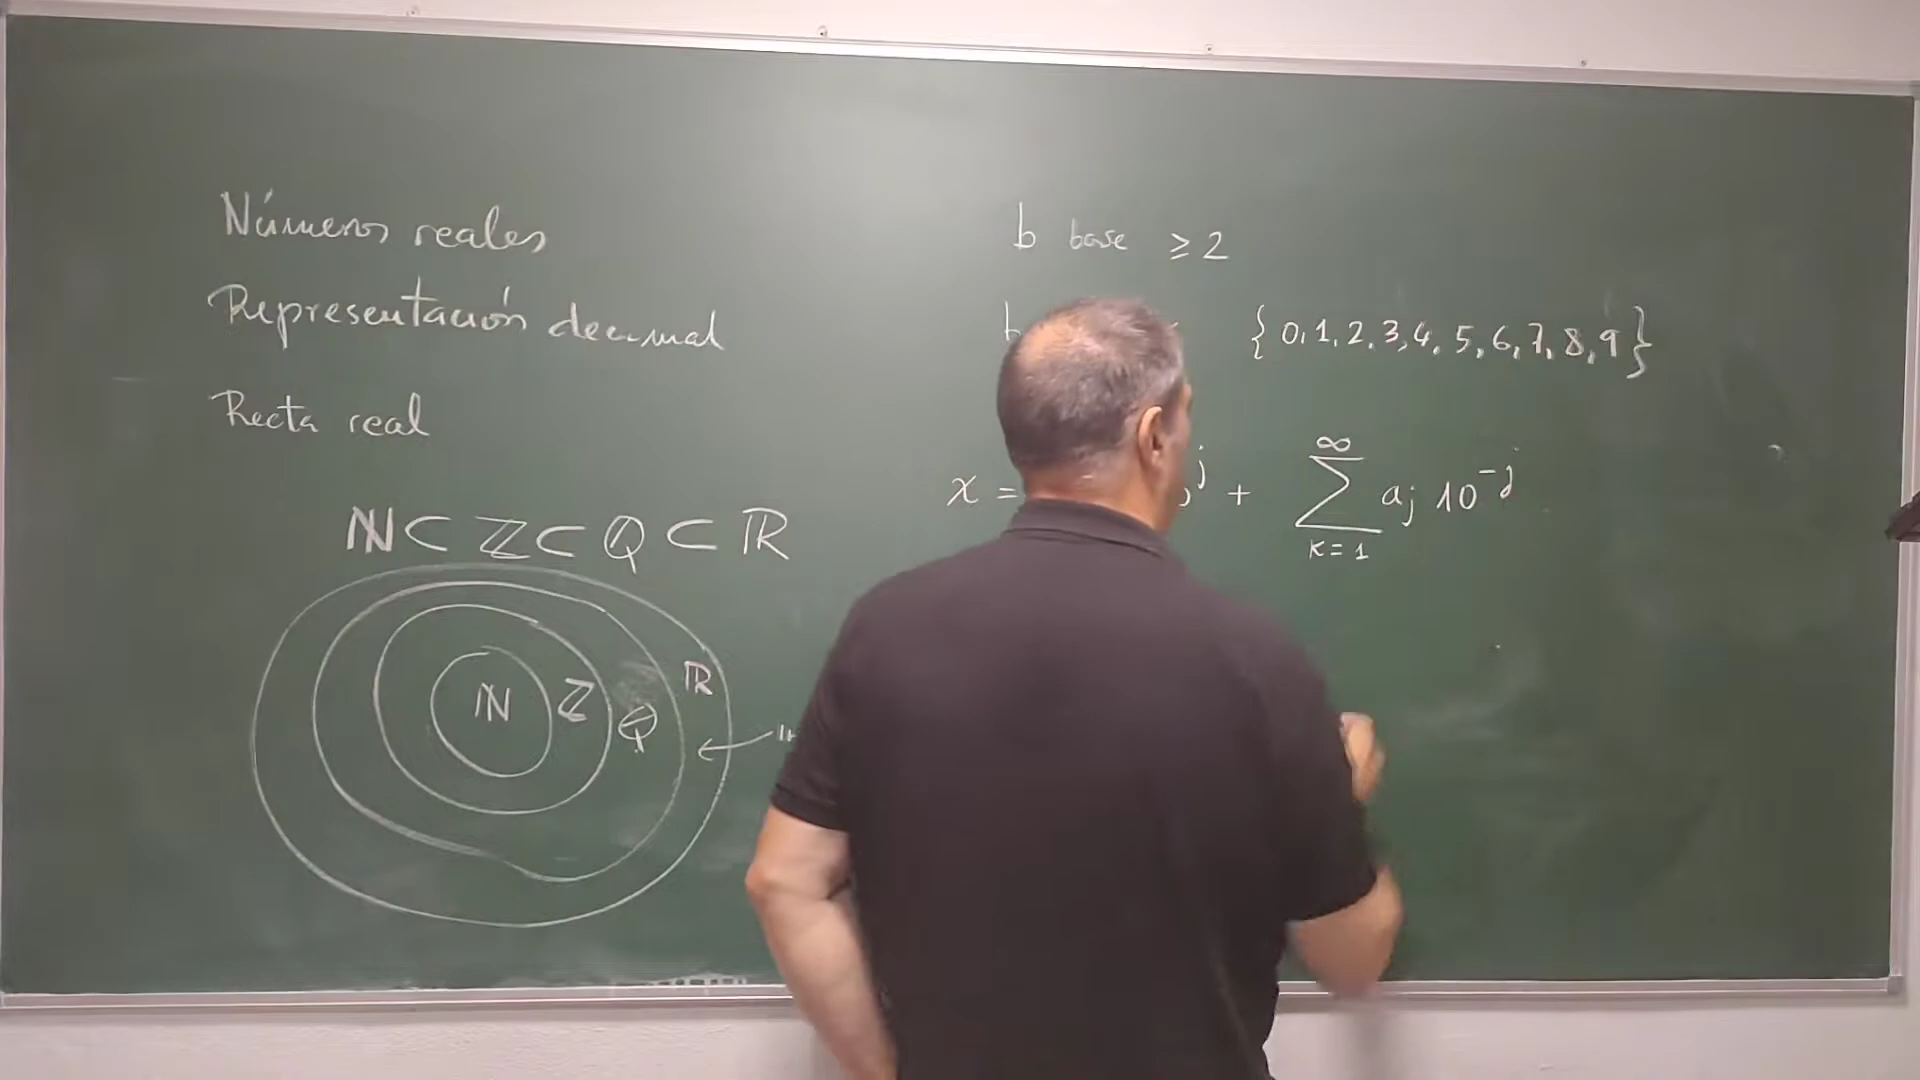 Números reales
Representación decimal
Recta real
ℕ ⊂ ℤ ⊂ ℚ ⊂ ℝ
ℕ ℤ ℚ ℝ
b base ≥ 2
b
{0,1,2,3,4,5,6,7,8,9}
x = j + ∑ ∞ k=1 aj 10^-j